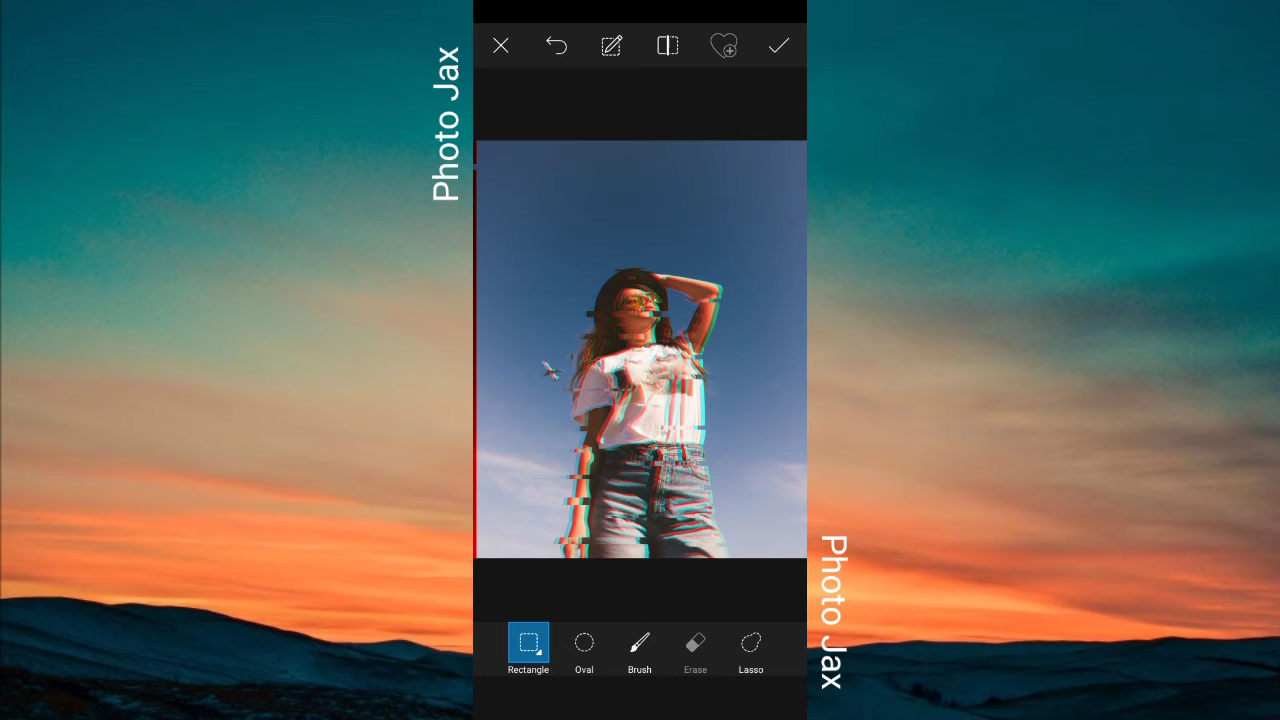 Photo Jax
Rectangle
Oval
Brush
Erase
Lasso
Photo Jax